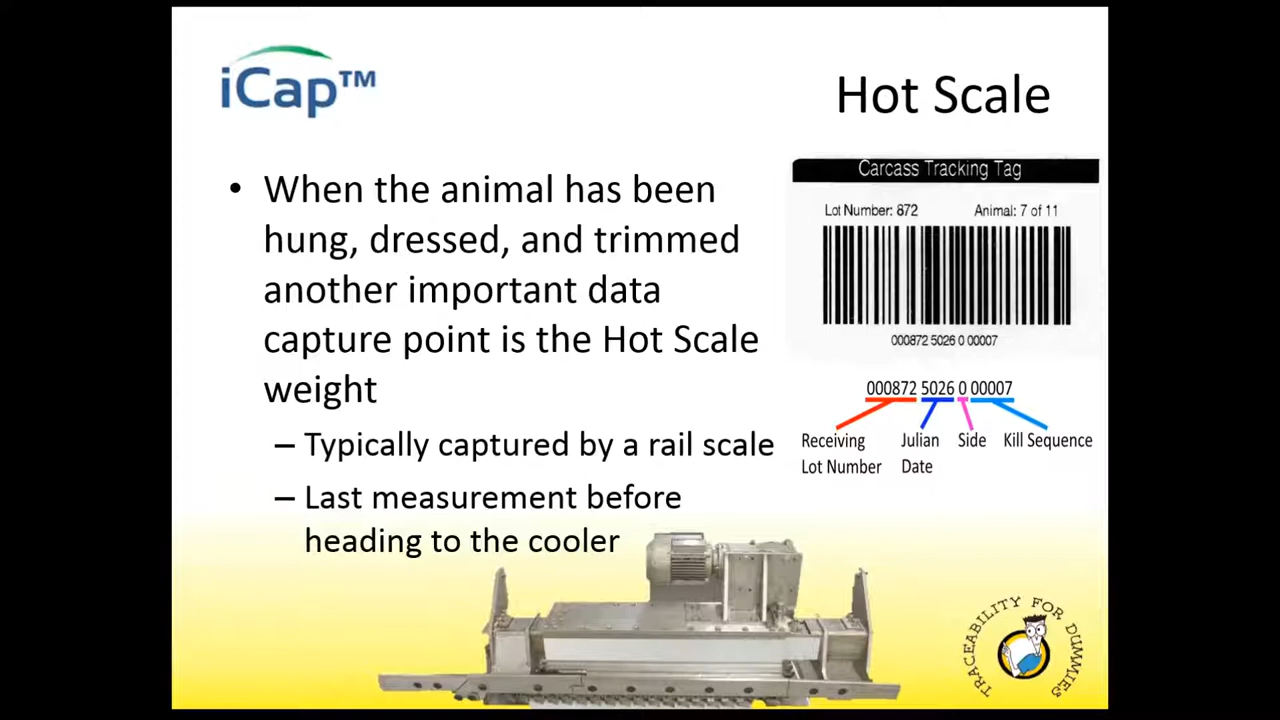 iCap™
Hot Scale
• When the animal has been
hung, dressed, and trimmed
another important data
capture point is the Hot Scale
weight
– Typically captured by a rail scale
– Last measurement before
heading to the cooler
Carcass Tracking Tag
Lot Number: 872 Animal: 7 of 11
000872 5026 0 00007
000872 5026 0 00007
Receiving
Lot Number
Julian
Date
Side
Kill Sequence
TRACEABILITY FOR DUMMIES